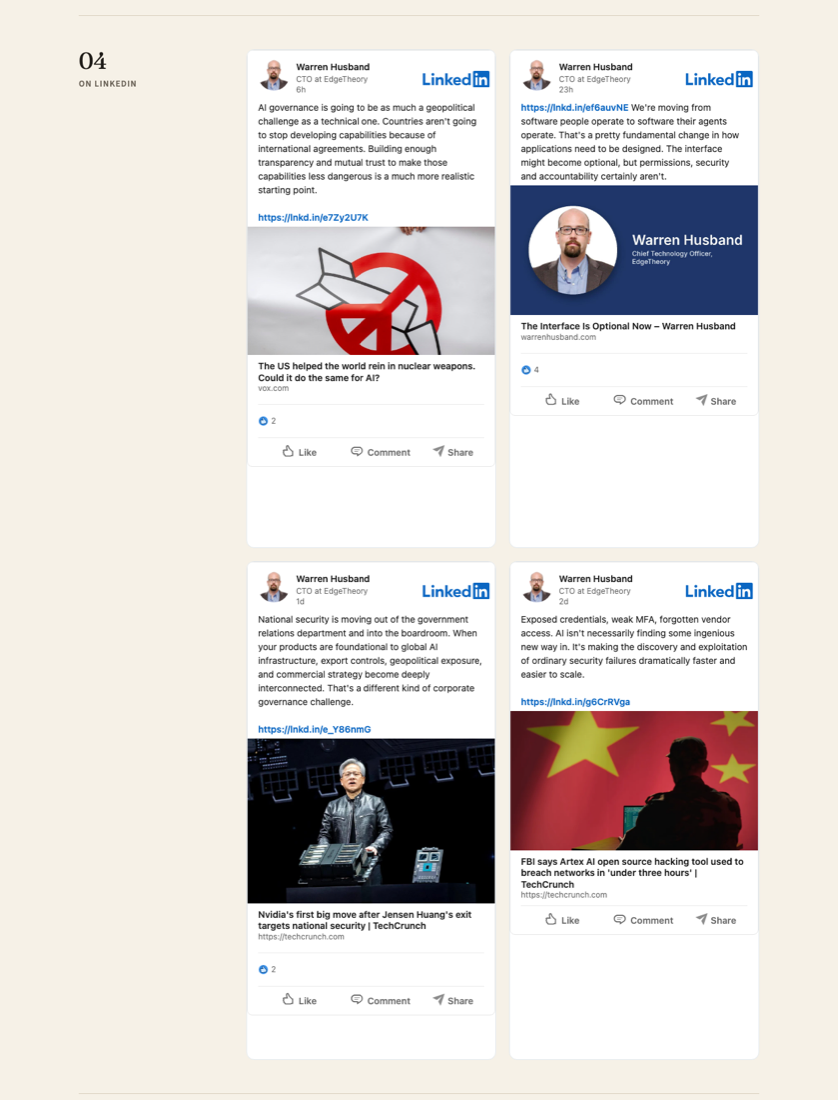 04
ON LINKEDIN
Warren Husband
CTO at EdgeTheory
6h
LinkedIn
AI governance is going to be as much a geopolitical
challenge as a technical one. Countries aren't going
to stop developing capabilities because of
international agreements. Building enough
transparency and mutual trust to make those
capabilities less dangerous is a much more realistic
starting point.
https://lnkd.in/e7Zy2U7K
The US helped the world rein in nuclear weapons.
Could it do the same for AI?
vox.com
2
Like Comment Share
Warren Husband
CTO at EdgeTheory
23h
LinkedIn
https://lnkd.in/ef6auvNE We're moving from
software people operate to software their agents
operate. That's a pretty fundamental change in how
applications need to be designed. The interface
might become optional, but permissions, security
and accountability certainly aren't.
Warren Husband
Chief Technology Officer,
EdgeTheory
The Interface Is Optional Now – Warren Husband
warrenhusband.com
4
Like Comment Share
Warren Husband
CTO at EdgeTheory
1d
LinkedIn
National security is moving out of the government
relations department and into the boardroom. When
your products are foundational to global AI
infrastructure, export controls, geopolitical exposure,
and commercial strategy become deeply
interconnected. That's a different kind of corporate
governance challenge.
https://lnkd.in/e_Y86nmG
Nvidia's first big move after Jensen Huang's exit
targets national security | TechCrunch
https://techcrunch.com
2
Like Comment Share
Warren Husband
CTO at EdgeTheory
2d
LinkedIn
Exposed credentials, weak MFA, forgotten vendor
access. AI isn't necessarily finding some ingenious
new way in. It's making the discovery and exploitation
of ordinary security failures dramatically faster and
easier to scale.
https://lnkd.in/g6CrRVga
FBI says Artex AI open source hacking tool used to
breach networks in 'under three hours' |
TechCrunch
https://techcrunch.com
Like Comment Share